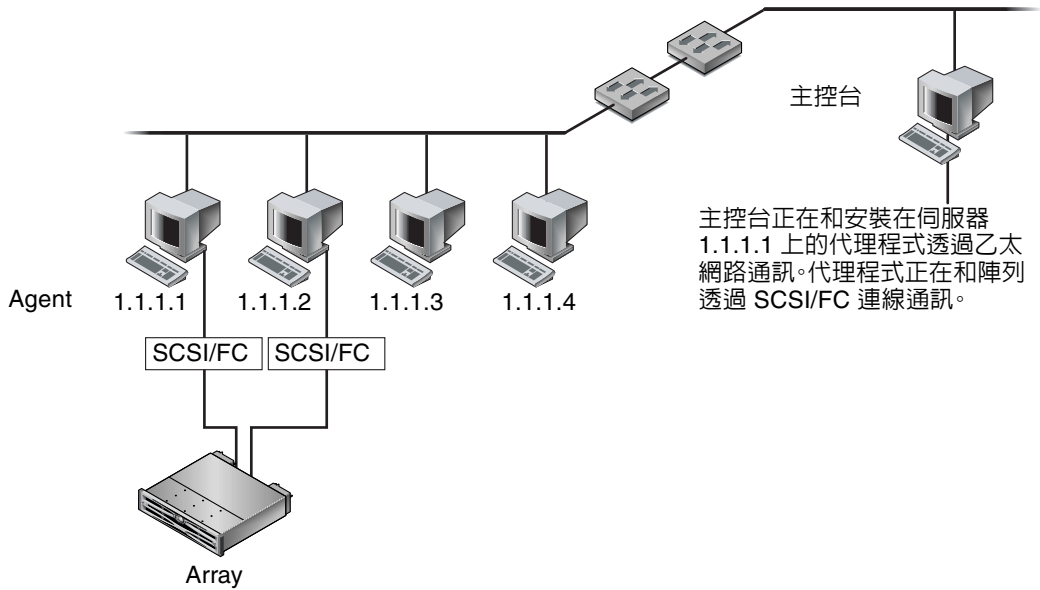 主控台
主控台正在和安裝在伺服器
1.1.1.1 上的代理程式透過乙太
網路通訊。代理程式正在和陣列
透過 SCSI/FC 連線通訊。
Agent 1.1.1.1 1.1.1.2 1.1.1.3 1.1.1.4
SCSI/FC SCSI/FC
Array